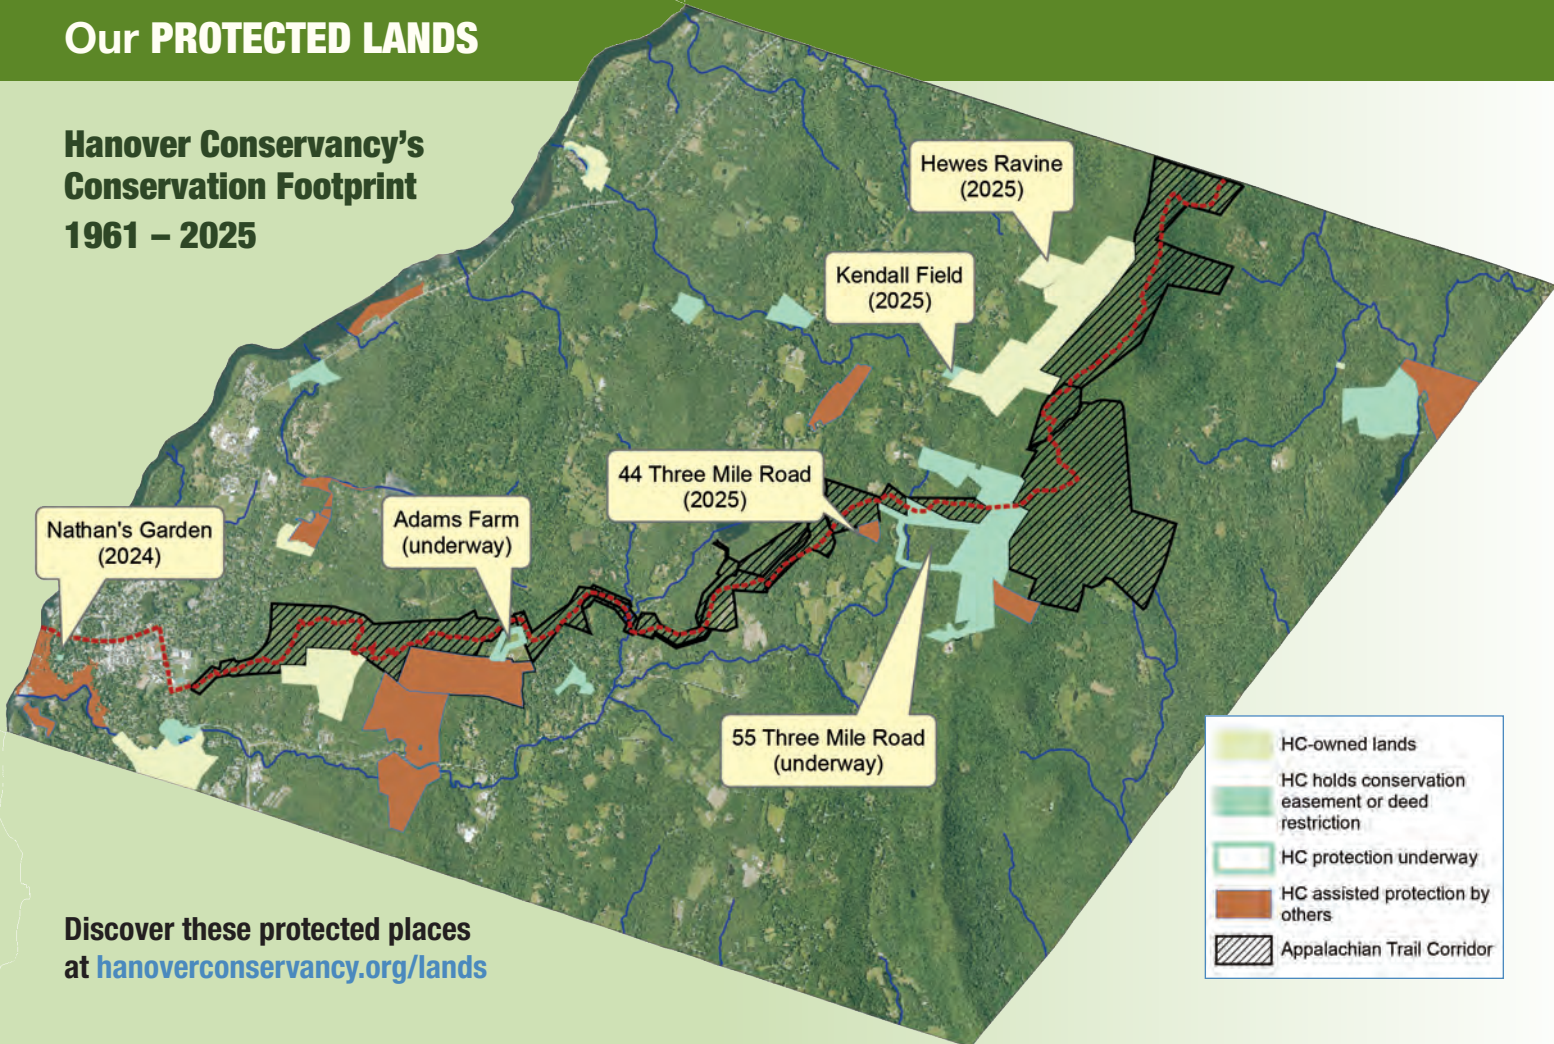 Our PROTECTED LANDS
Hanover Conservancy's
Conservation Footprint
1961 – 2025
Hewes Ravine
(2025)
Kendall Field
(2025)
44 Three Mile Road
(2025)
Nathan's Garden
(2024)
Adams Farm
(underway)
55 Three Mile Road
(underway)
HC-owned lands
HC holds conservation
easement or deed
restriction
HC protection underway
HC assisted protection by
others
Appalachian Trail Corridor
Discover these protected places
at hanoverconservancy.org/lands